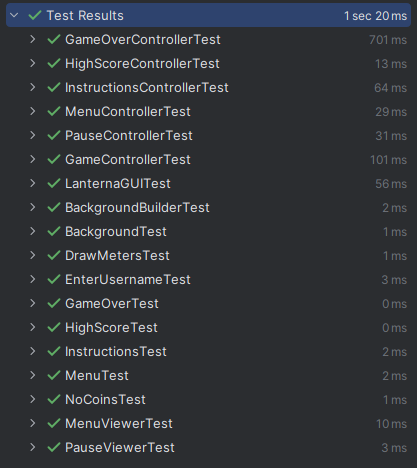 Test Results 1 sec 20 ms
GameOverControllerTest 701 ms
HighScoreControllerTest 13 ms
InstructionsControllerTest 64 ms
MenuControllerTest 29 ms
PauseControllerTest 31 ms
GameControllerTest 101 ms
LanternaGUITest 56 ms
BackgroundBuilderTest 2 ms
BackgroundTest 1 ms
DrawMetersTest 1 ms
EnterUsernameTest 3 ms
GameOverTest 0 ms
HighScoreTest 0 ms
InstructionsTest 2 ms
MenuTest 2 ms
NoCoinsTest 1 ms
MenuViewerTest 10 ms
PauseViewerTest 3 ms